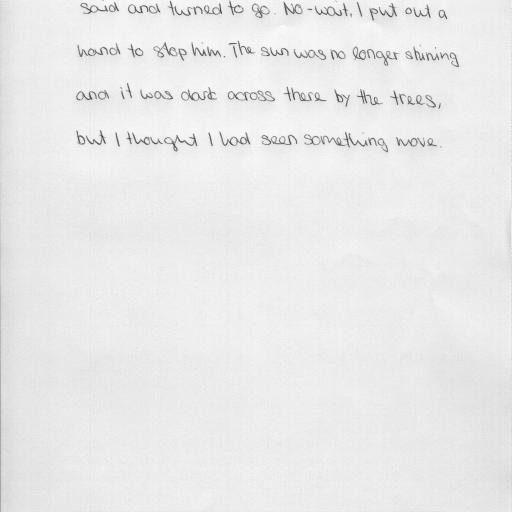 said and turned to go. No-wait, I put out a
hand to stop him. The sun was no longer shining
and it was dark across there by the trees,
but I thought I had seen something move.